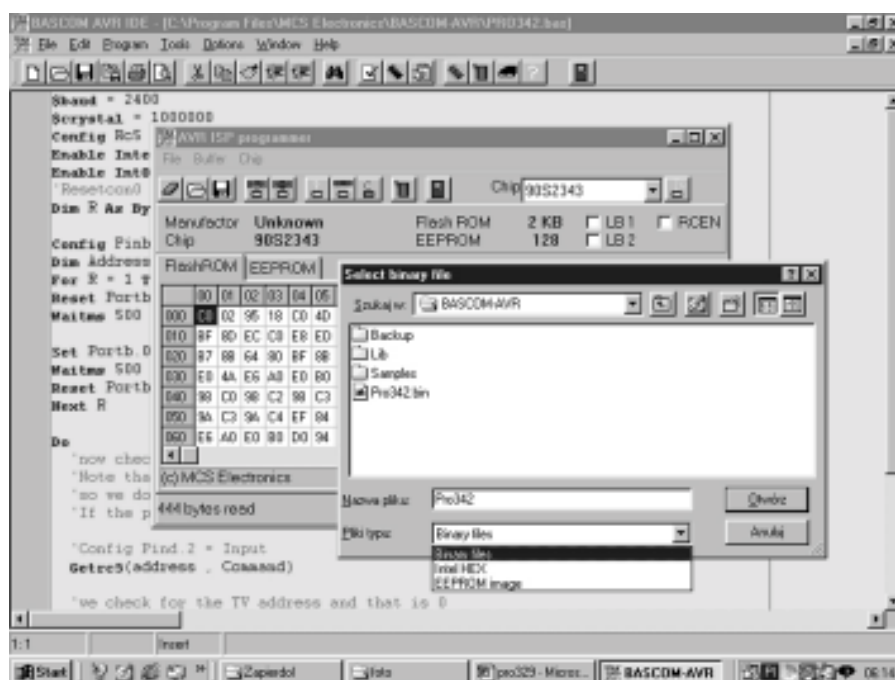 BASCOM AVR IDE - [C:\Program Files\MCS Electronics\BASCOM-AVR\PRO342.bas]
File Edit Program Tools Options Window Help
$baud = 2400
$crystal = 1000000
Config Rc5
Enable Inte
Enable Int0
Dim R As By
Config Pinb
Dim Address
For R = 1 T
Reset Portb
Waitms 500
Set Portb.0
Waitms 500
Reset Portb
Next R
Do
'now chec
'Note tha
'so we do
'If the p
'Config Pind.2 = Input
Getrc5(address , Command)
'we check for the TV address and that is 0
AVR ISP programmer
File Buffer Chip
Chip 90S2343
Manufactor Unknown Flash ROM 2 KB LB1 RCEN
Chip 90S2343 EEPROM 128 LB2
FlashROM EEPROM
00 01 02 03 04 05
000 C0 02 95 18 C0 4D
010 BF 8D EC C0 E8 ED
020 B7 88 64 80 BF 88
030 E0 4A E6 A0 E0 B0
040 98 C0 98 C2 98 C3
050 9A C3 9A C4 EF 84
060 E6 A0 E0 B0 D0 94
(c) MCS Electronics
444 bytes read
Select binary file
Szukaj w: BASCOM-AVR
Backup
Lib
Samples
Pro342.bin
Nazwa pliku: Pro342 Otwórz
Pliki typu: Binary files Anuluj
Binary files
Intel HEX
EEPROM image
1:1 Insert
Start Zapierdol foto pro329 - Micros... BASCOM-AVR 06:14